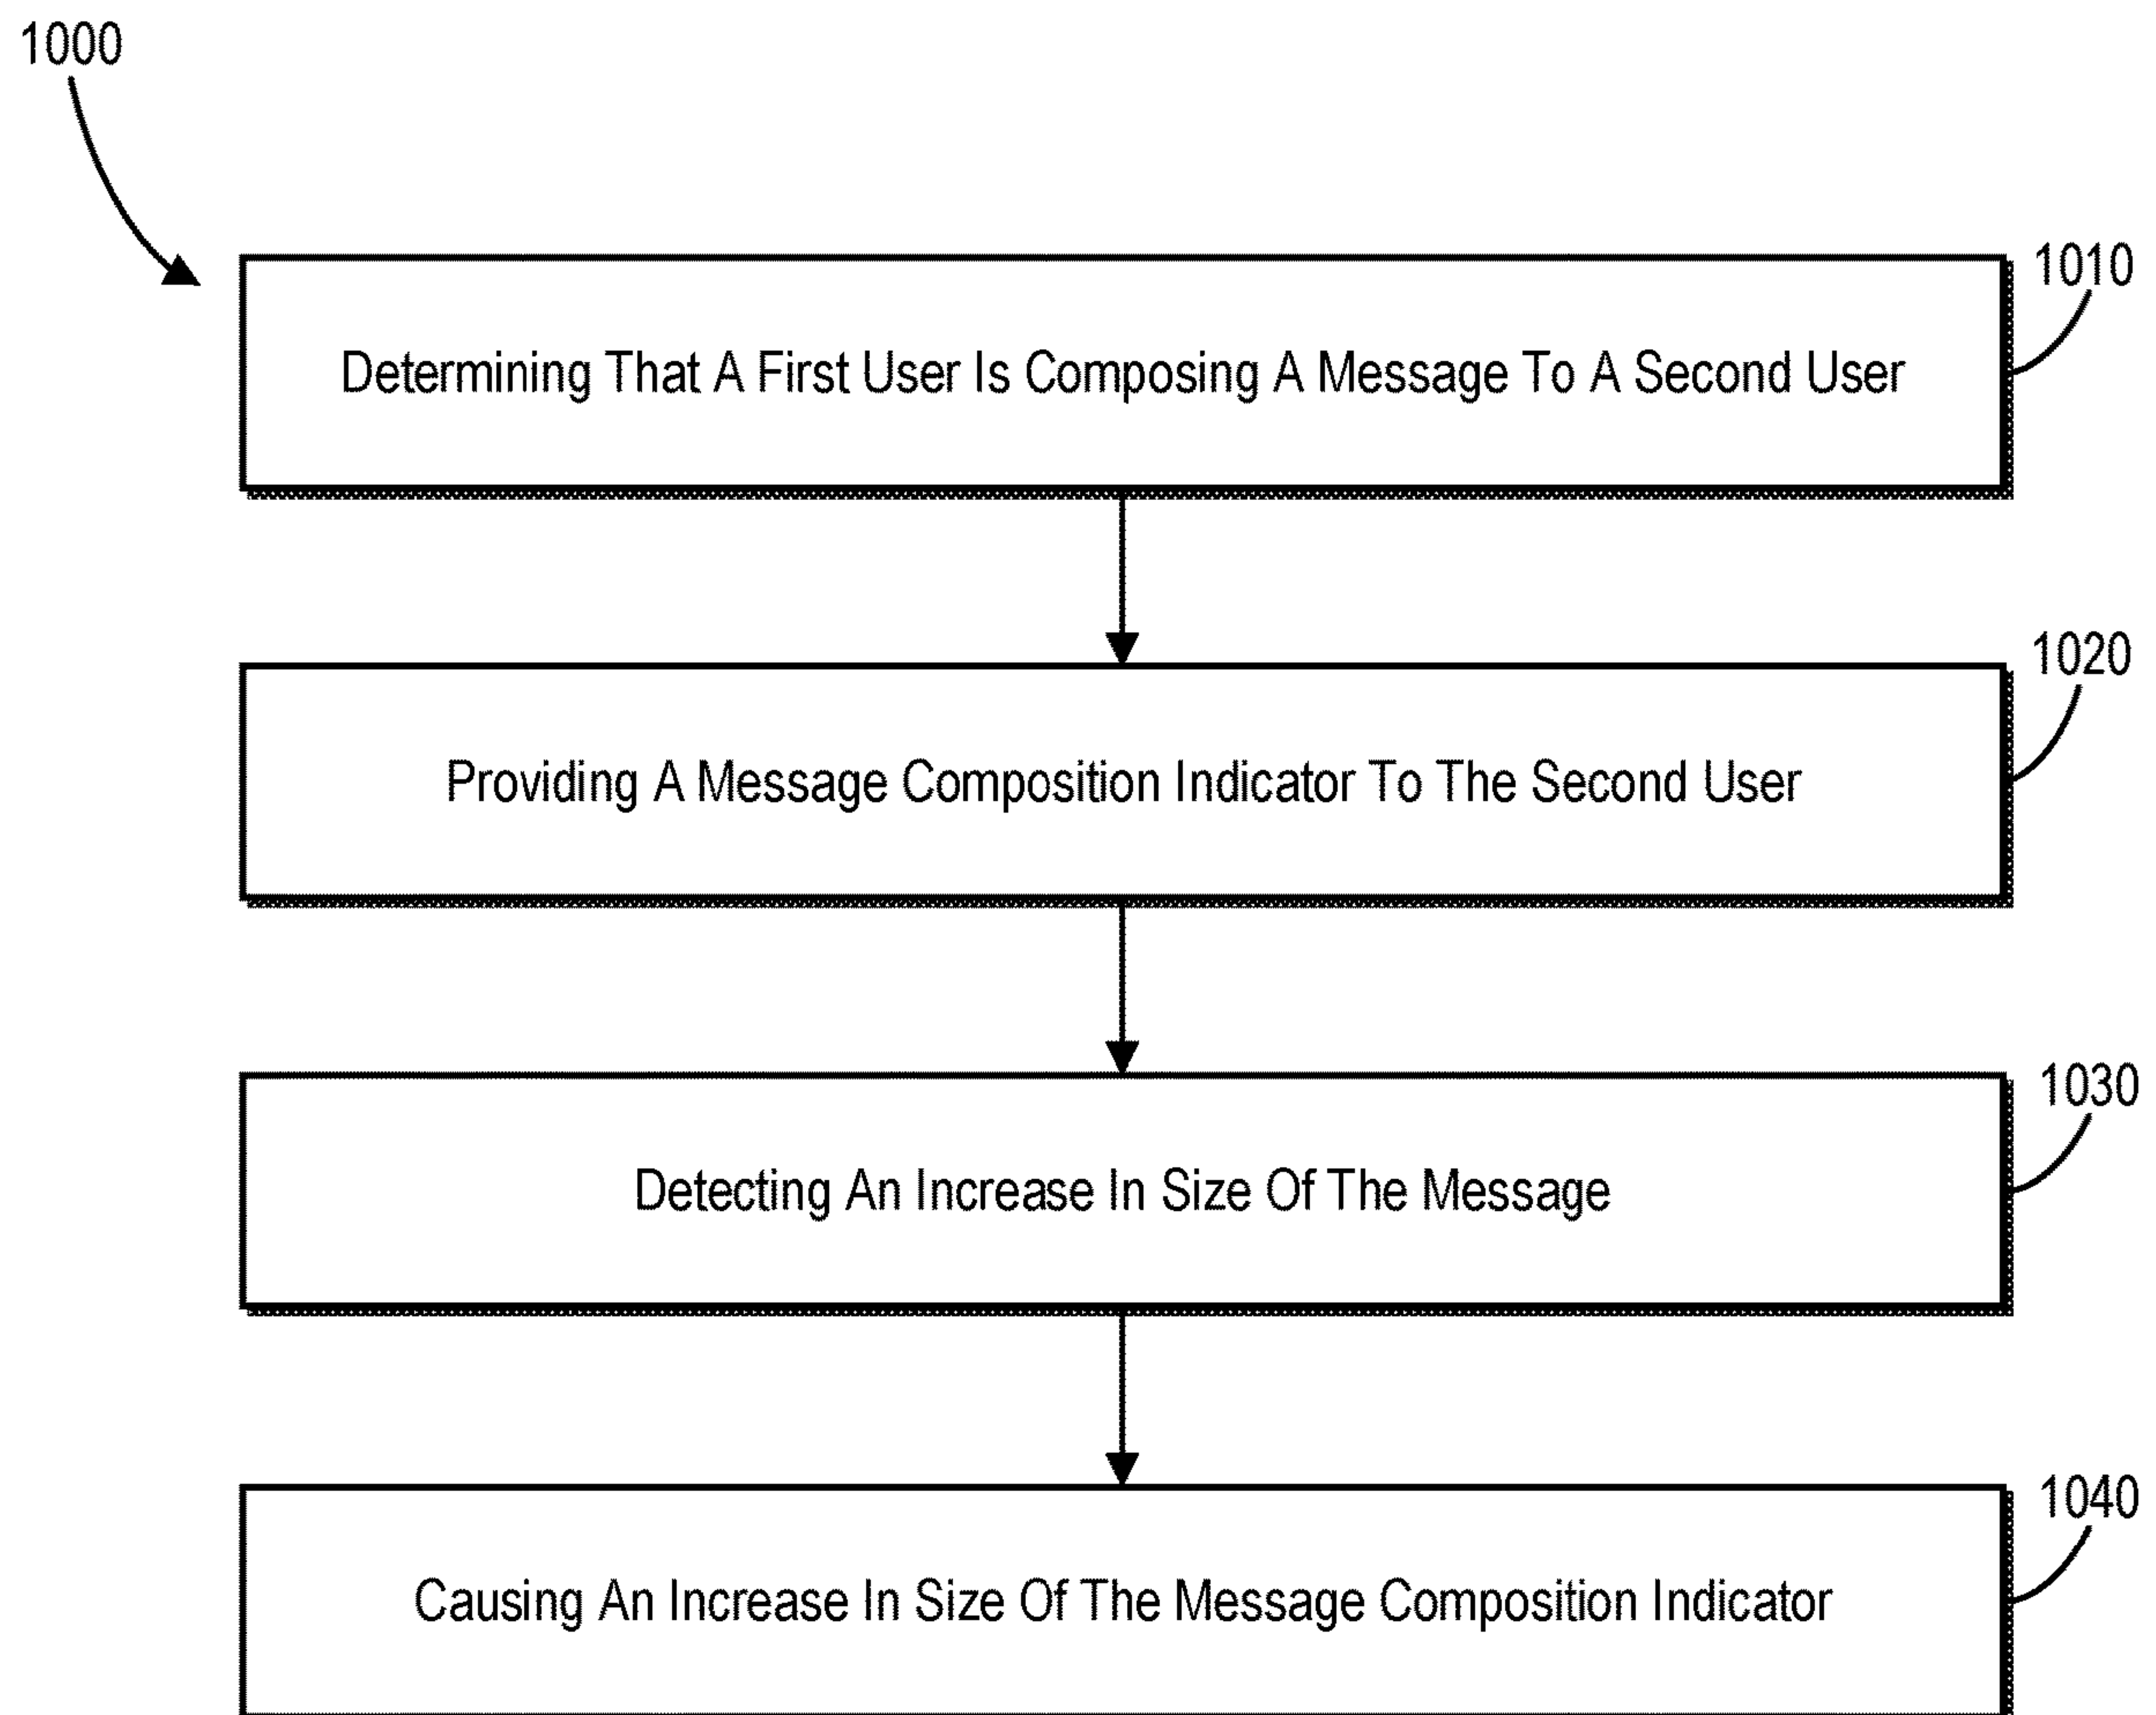 1000
1010
Determining That A First User Is Composing A Message To A Second User
1020
Providing A Message Composition Indicator To The Second User
1030
Detecting An Increase In Size Of The Message
1040
Causing An Increase In Size Of The Message Composition Indicator